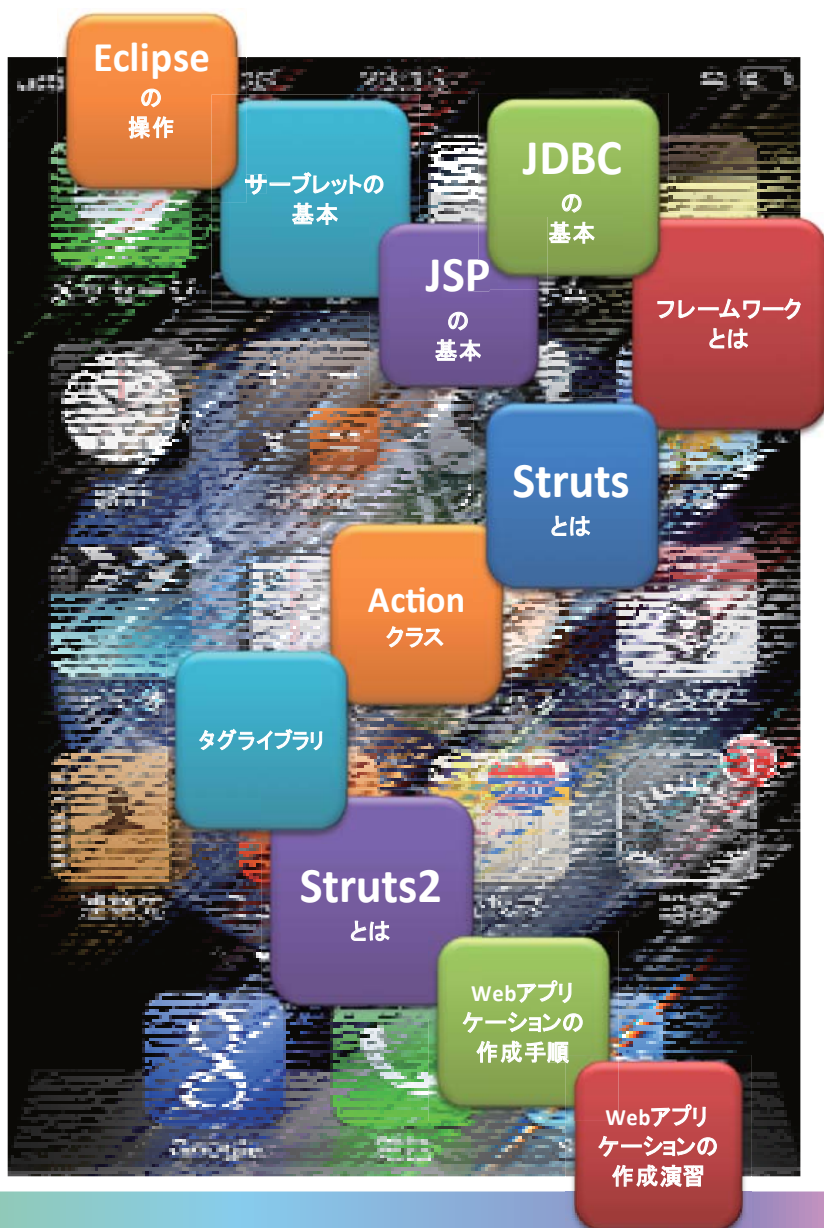 Eclipse
の
操作
サーブレットの
基本
JDBC
の
基本
JSP
の
基本
フレームワーク
とは
Struts
とは
Action
クラス
タグライブラリ
Struts2
とは
Webアプリ
ケーションの
作成手順
Webアプリ
ケーションの
作成演習